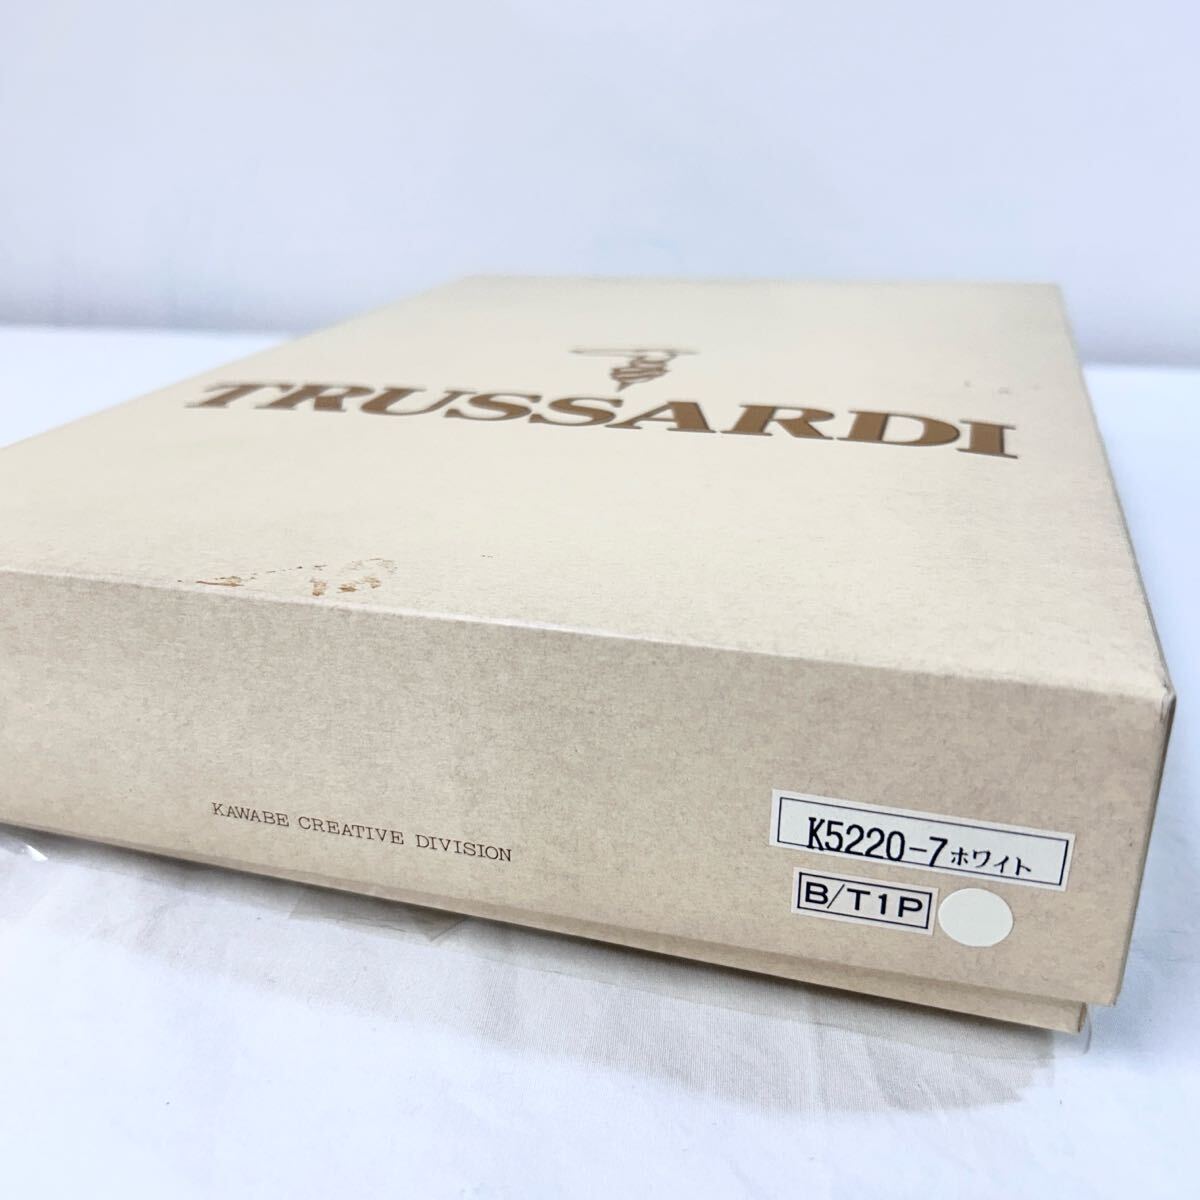 TRUSSARDI
KAWABE CREATIVE DIVISION
K5220-7ホワイト
B/T1P